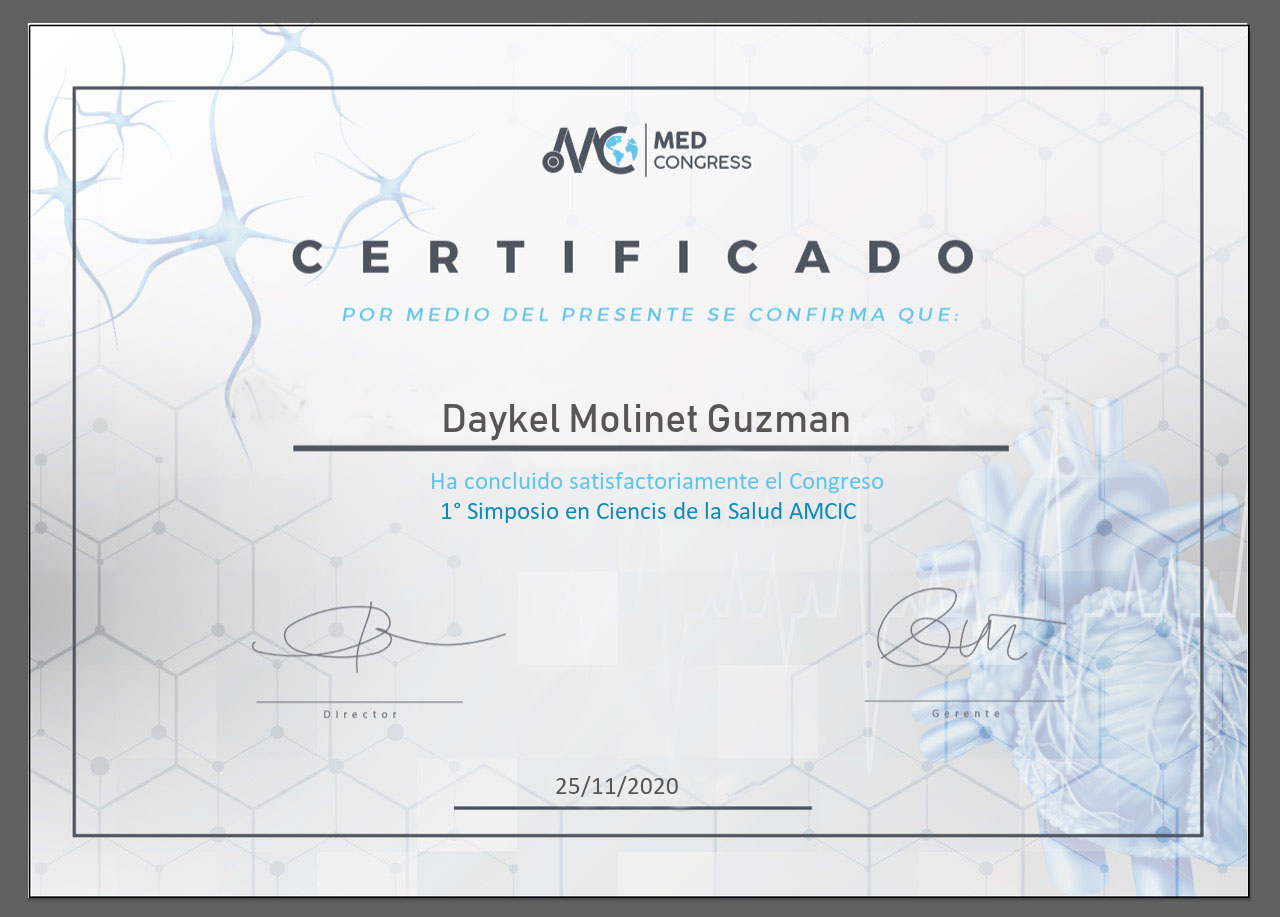 MC MED
CONGRESS
CERTIFICADO
POR MEDIO DEL PRESENTE SE CONFIRMA QUE:
Daykel Molinet Guzman
Ha concluido satisfactoriamente el Congreso
1° Simposio en Ciencis de la Salud AMCIC
Director
Gerente
25/11/2020